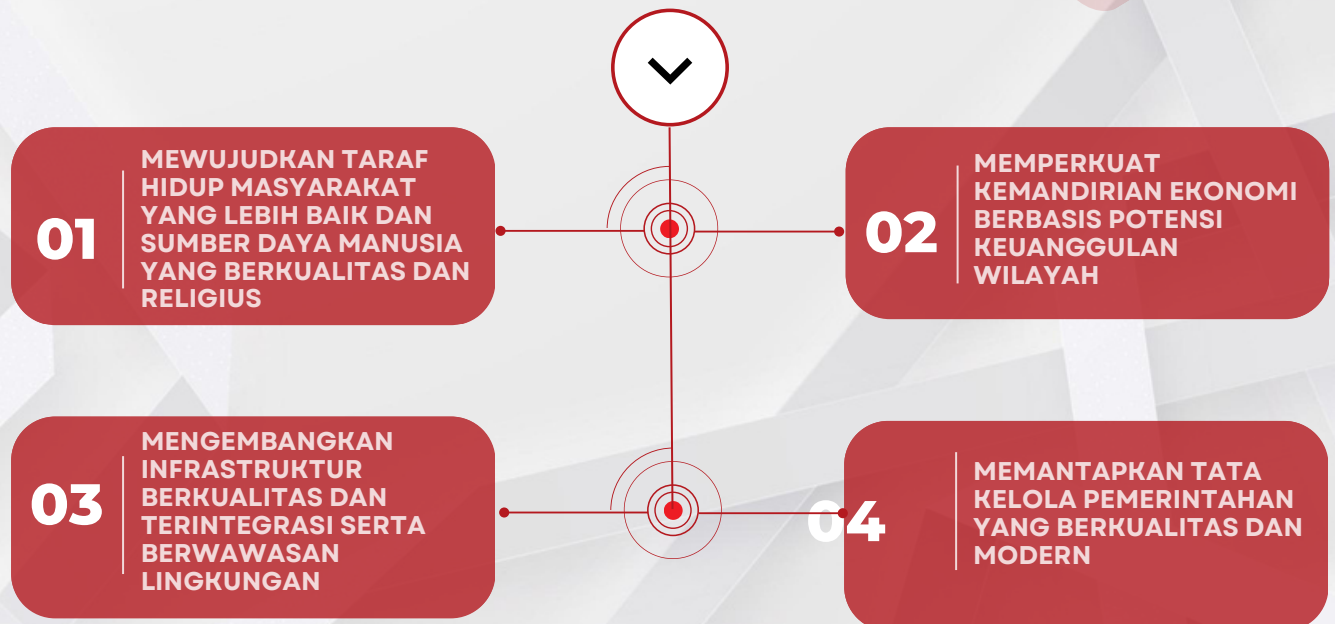 01
MEWUJUDKAN TARAF
HIDUP MASYARAKAT
YANG LEBIH BAIK DAN
SUMBER DAYA MANUSIA
YANG BERKUALITAS DAN
RELIGIUS
02
MEMPERKUAT
KEMANDIRIAN EKONOMI
BERBASIS POTENSI
KEUANGGULAN
WILAYAH
03
MENGEMBANGKAN
INFRASTRUKTUR
BERKUALITAS DAN
TERINTEGRASI SERTA
BERWAWASAN
LINGKUNGAN
04
MEMANTAPKAN TATA
KELOLA PEMERINTAHAN
YANG BERKUALITAS DAN
MODERN